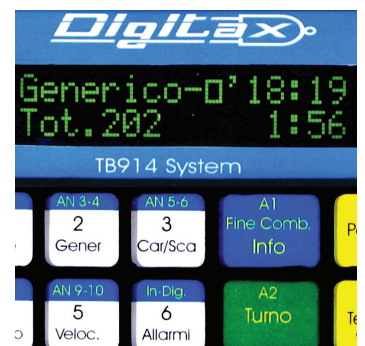 Digitax
Generico-□'18:19
Tot.202 1:56
TB914 System
AN 3-4
2
Gener
AN 5-6
3
Car/Sca
A1
Fine Comb.
Info
AN 9-10
5
Veloc.
In-Dig.
6
Allarmi
A2
Turno